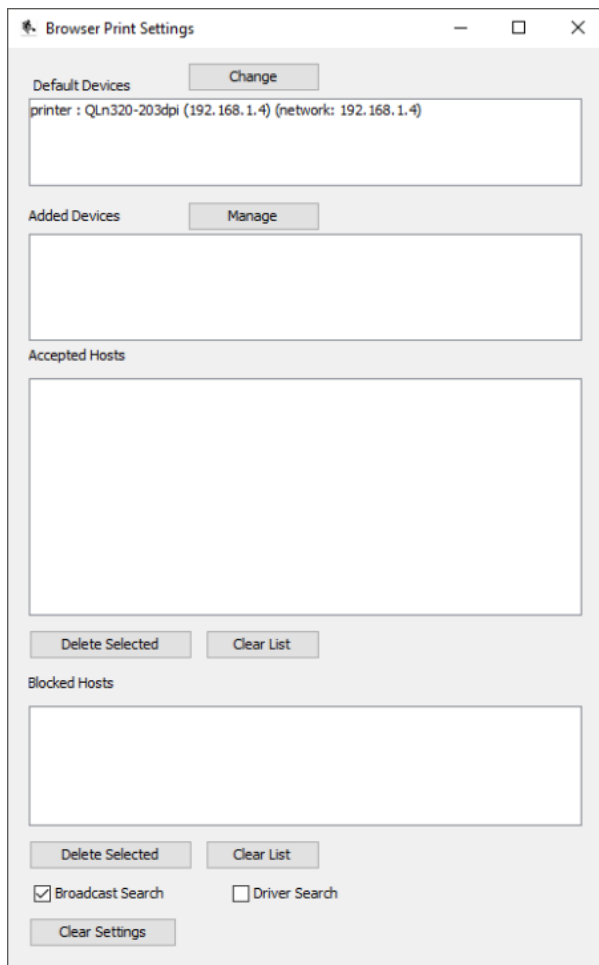 Browser Print Settings
Default Devices
Change
printer : QLn320-203dpi (192.168.1.4) (network: 192.168.1.4)
Added Devices
Manage
Accepted Hosts
Delete Selected
Clear List
Blocked Hosts
Delete Selected
Clear List
Broadcast Search
Driver Search
Clear Settings